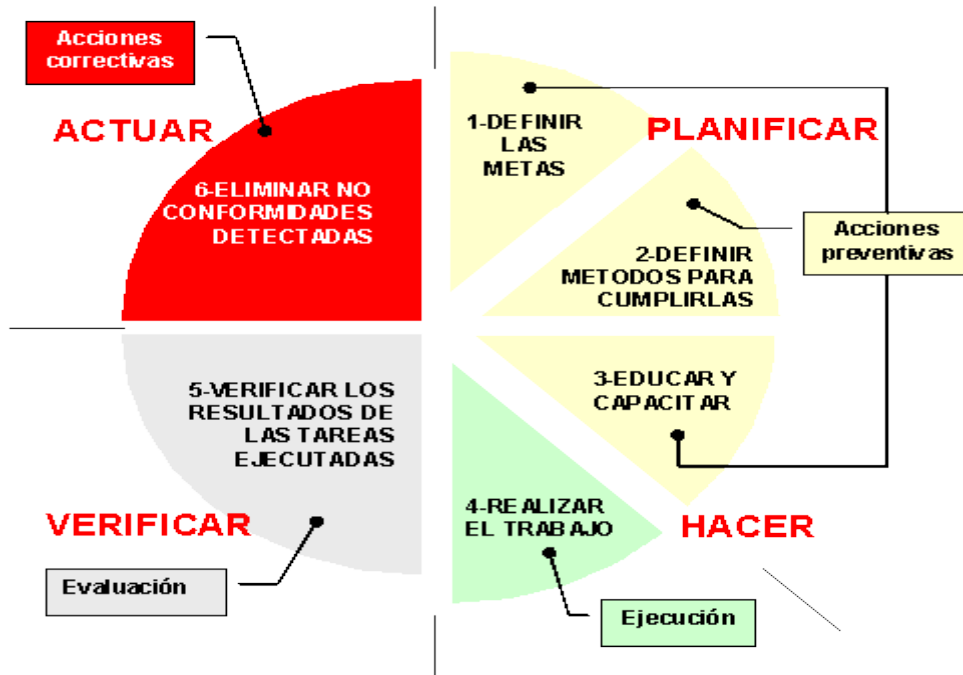 Acciones
correctivas
ACTUAR
6-ELIMINAR NO
CONFORMIDADES
DETECTADAS
1-DEFINIR
LAS
METAS
PLANIFICAR
2-DEFINIR
METODOS PARA
CUMPLIRLAS
Acciones
preventivas
3-EDUCAR Y
CAPACITAR
HACER
4-REALIZAR
EL TRABAJO
Ejecución
5-VERIFICAR LOS
RESULTADOS DE
LAS TAREAS
EJECUTADAS
VERIFICAR
Evaluación